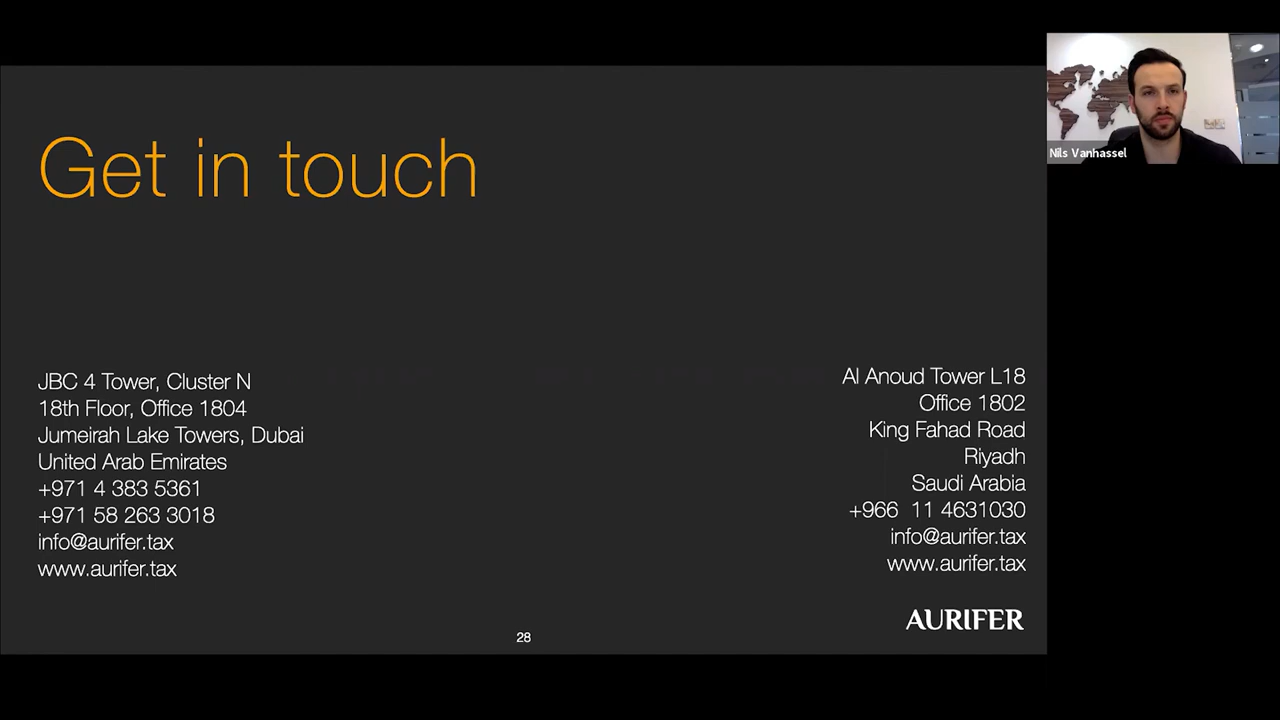 Get in touch
JBC 4 Tower, Cluster N
18th Floor, Office 1804
Jumeirah Lake Towers, Dubai
United Arab Emirates
+971 4 383 5361
+971 58 263 3018
info@aurifer.tax
www.aurifer.tax
Al Anoud Tower L18
Office 1802
King Fahad Road
Riyadh
Saudi Arabia
+966  11 4631030
info@aurifer.tax
www.aurifer.tax
AURIFER
28
Nils Vanhassel